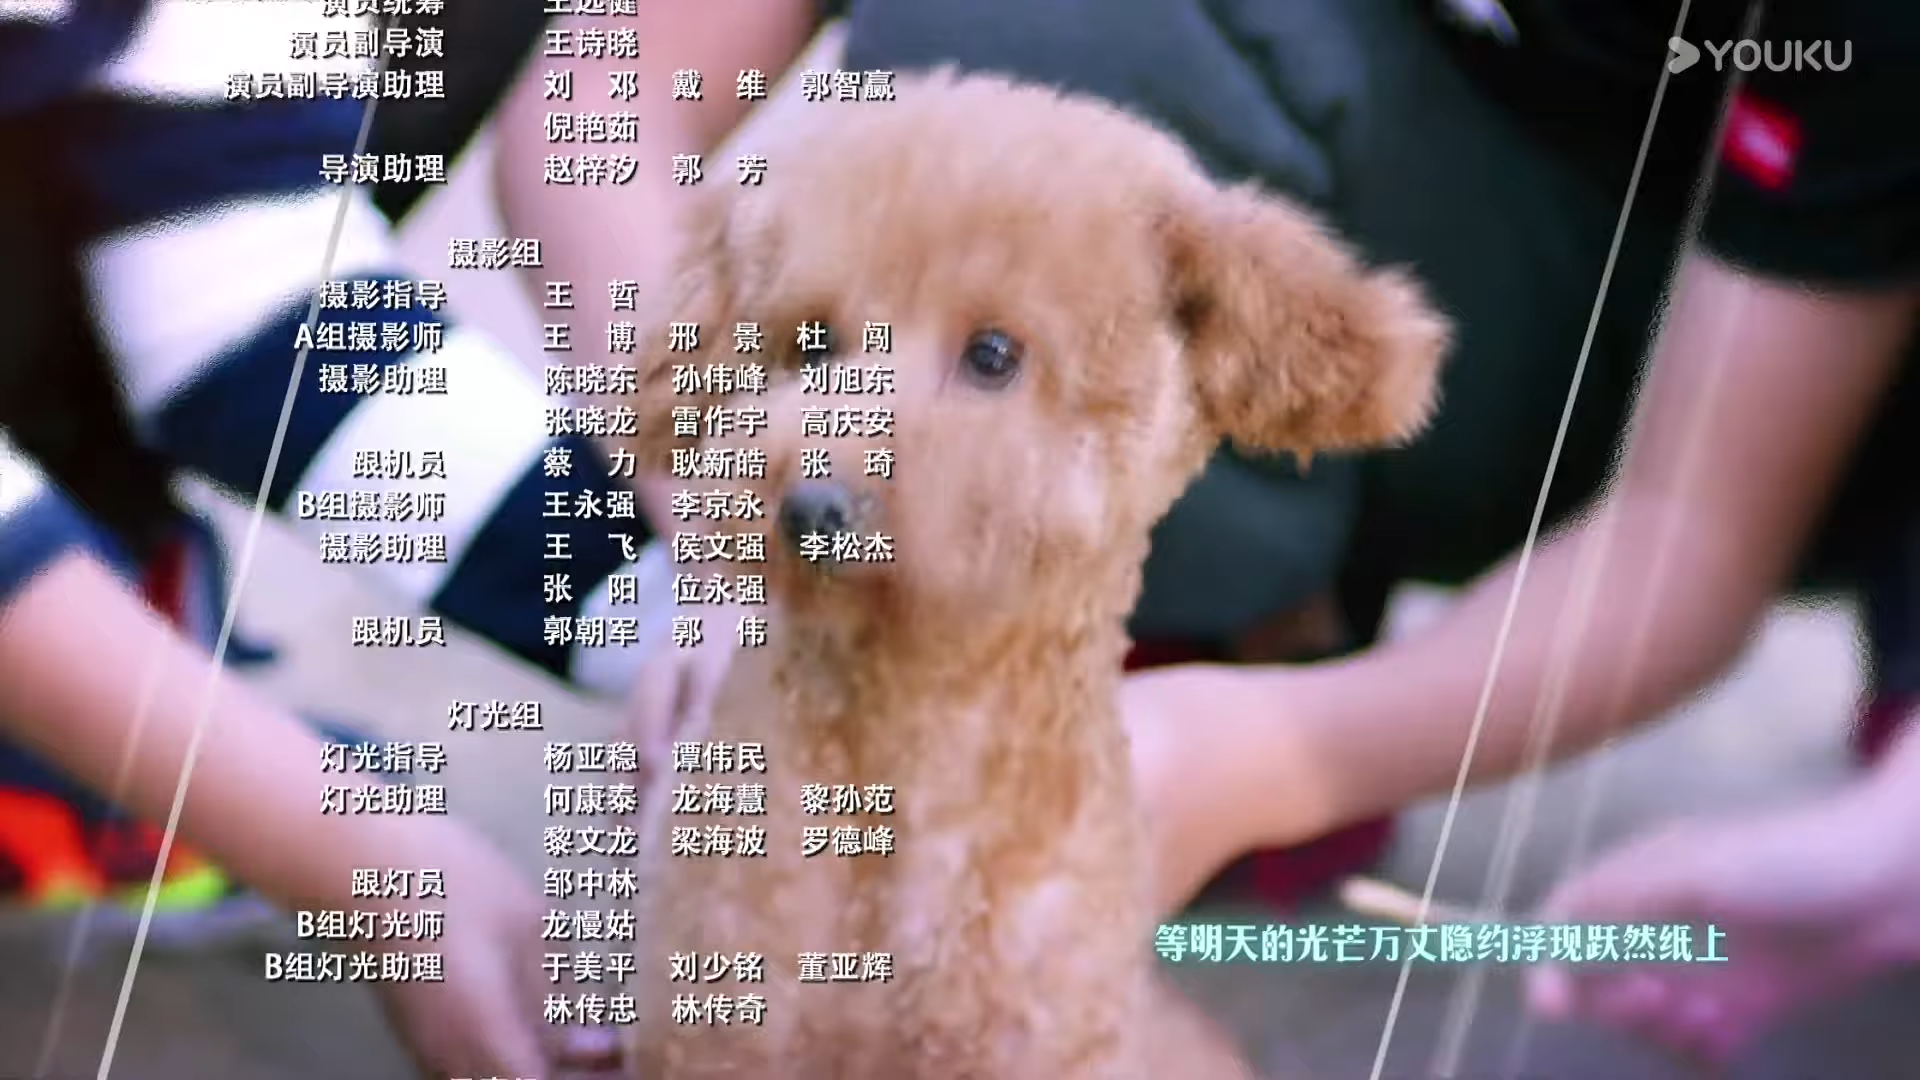 演员统筹 王远健
演员副导演 王诗晓
演员副导演助理 刘邓 戴维 郭智赢
倪艳茹
导演助理 赵梓汐 郭芳
YOUKU
摄影组
摄影指导 王哲
A组摄影师 王博 邢景 杜闯
摄影助理 陈晓东 孙伟峰 刘旭东
张晓龙 雷作宇 高庆安
跟机员 蔡力 耿新皓 张琦
B组摄影师 王永强 李京永
摄影助理 王飞 侯文强 李松杰
张阳 位永强
跟机员 郭朝军 郭伟
灯光组
灯光指导 杨亚稳 谭伟民
灯光助理 何康泰 龙海慧 黎孙范
黎文龙 梁海波 罗德峰
跟灯员 邹中林
B组灯光师 龙慢姑
B组灯光助理 于美平 刘少铭 董亚辉
林传忠 林传奇
等明天的光芒万丈隐约浮现跃然纸上